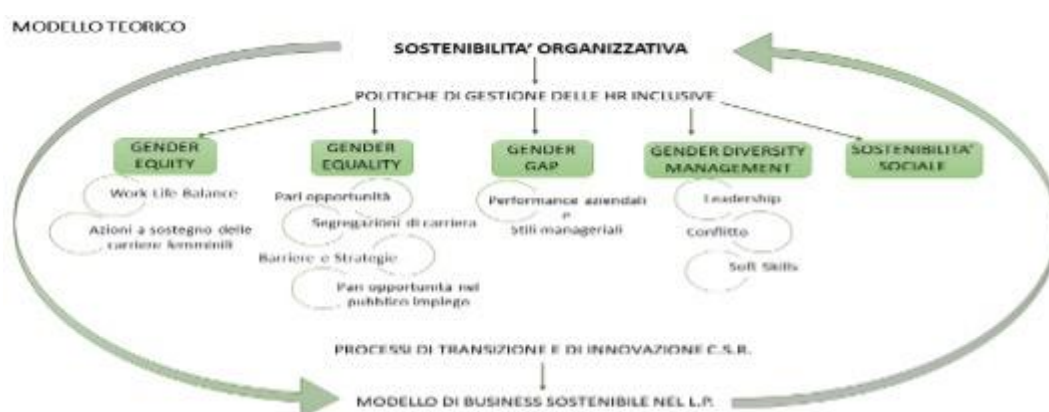 MODELLO TEORICO
SOSTENIBILITA' ORGANIZZATIVA
POLITICHE DI GESTIONE DELLE HR INCLUSIVE
GENDER
EQUITY
Work Life Balance
Azioni a sostegno delle
carriere femminili
GENDER
EQUALITY
Pari opportunità
Segregazioni di carriera
Barriere e Strategie
Pari opportunità nel
pubblico impiego
GENDER
GAP
Performance aziendali
e
Stili manageriali
GENDER DIVERSITY
MANAGEMENT
Leadership
Conflitto
Soft Skills
SOSTENIBILITA'
SOCIALE
PROCESSI DI TRANSIZIONE E DI INNOVAZIONE C.S.R.
MODELLO DI BUSINESS SOSTENIBILE NEL L.P.